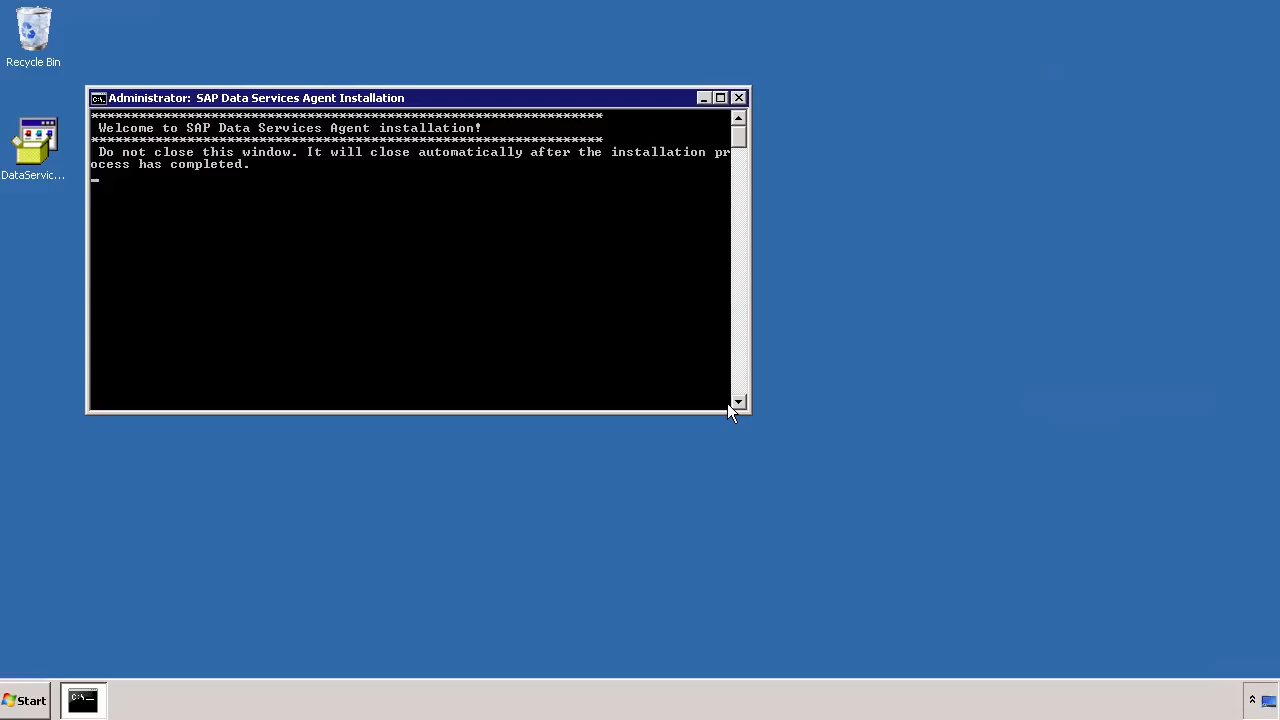 Recycle Bin
Administrator: SAP Data Services Agent Installation
****************************************************************
Welcome to SAP Data Services Agent installation!
****************************************************************
Do not close this window. It will close automatically after the installation pr
ocess has completed.
DataServic...
Start